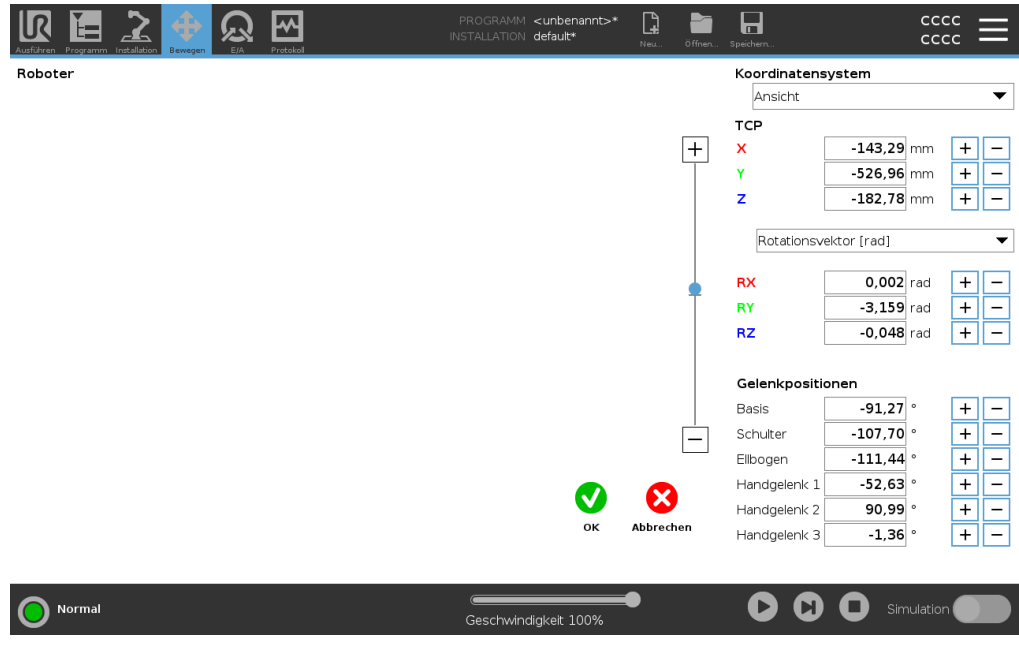 PROGRAMM <unbenannt>*
INSTALLATION default*
Ausführen Programm Installation Bewegen E/A Protokoll
Neu... Öffnen... Speichern...
CCCC
CCCC
Roboter
Koordinatensystem
Ansicht
TCP
X -143,29 mm + −
Y -526,96 mm + −
Z -182,78 mm + −
Rotationsvektor [rad]
RX 0,002 rad + −
RY -3,159 rad + −
RZ -0,048 rad + −
Gelenkpositionen
Basis -91,27 ° + −
Schulter -107,70 ° + −
Ellbogen -111,44 ° + −
Handgelenk 1 -52,63 ° + −
Handgelenk 2 90,99 ° + −
Handgelenk 3 -1,36 ° + −
+
−
OK Abbrechen
Normal
Geschwindigkeit 100%
Simulation